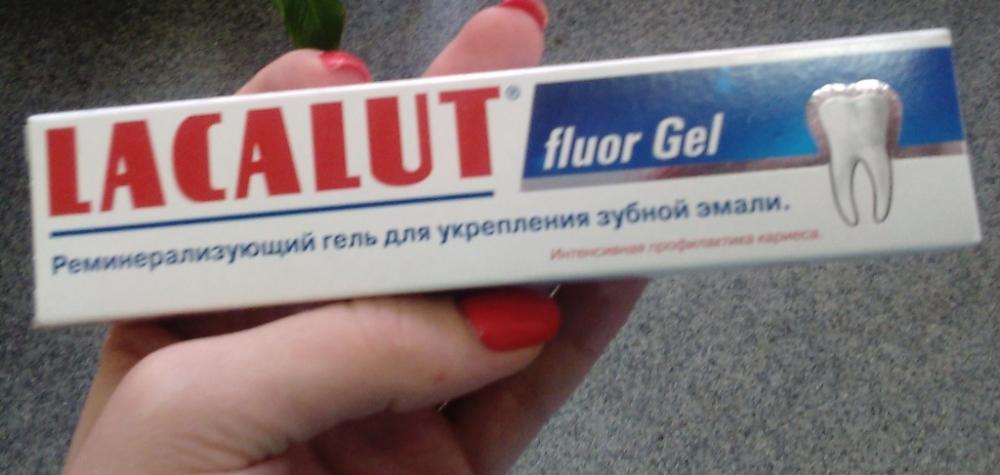 LACALUT®
fluor Gel
Реминерализующий гель для укрепления зубной эмали.
Интенсивная профилактика кариеса.